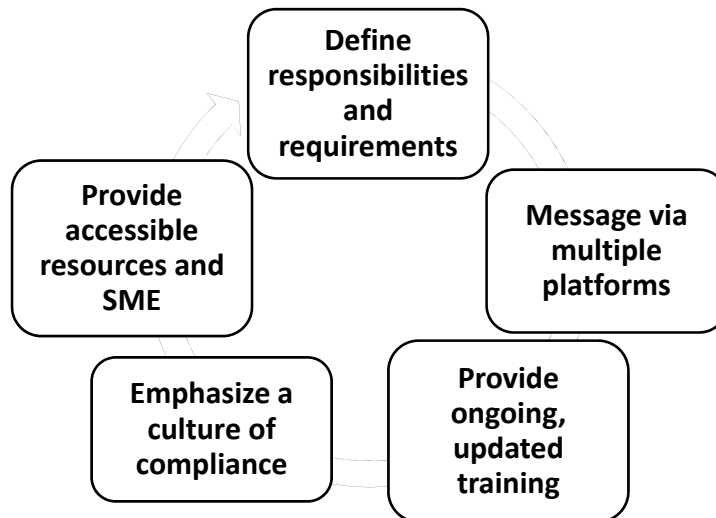 Define
responsibilities
and
requirements
Message via
multiple
platforms
Provide
ongoing,
updated
training
Emphasize a
culture of
compliance
Provide
accessible
resources and
SME